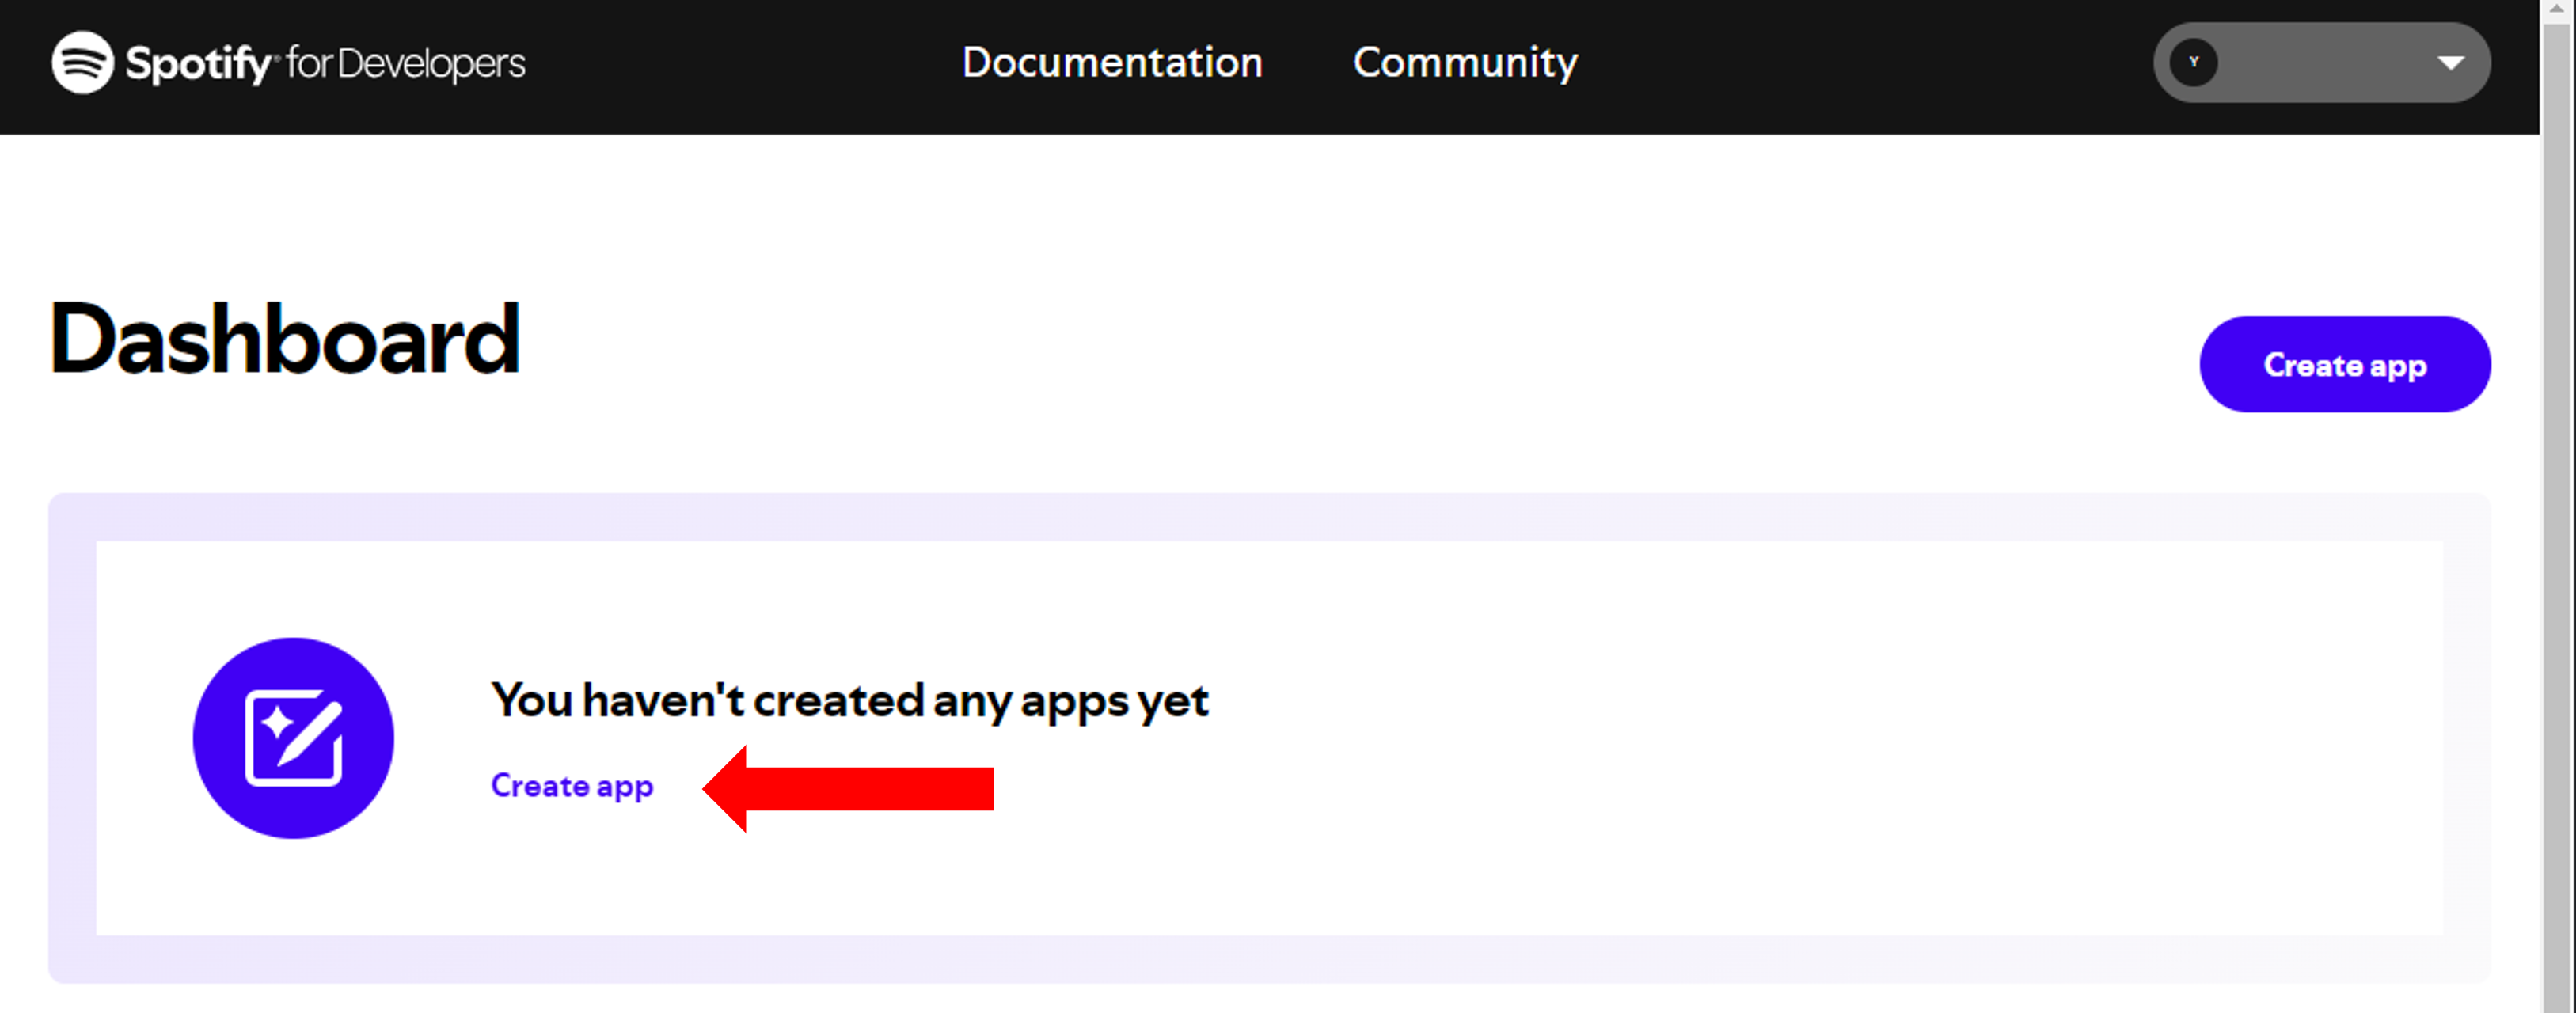 Spotify for Developers
Documentation
Community
Y
Dashboard
Create app
You haven't created any apps yet
Create app